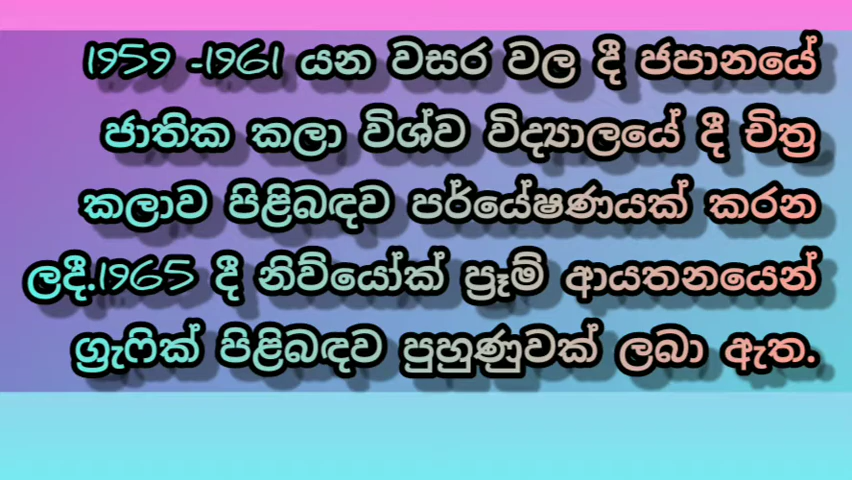 1959 -1961 යන වසර වල දී ජපානයේ
ජාතික කලා විශ්ව විද්‍යාලයේ දී චිත්‍ර
කලාව පිළිබඳව පර්යේෂණයක් කරන
ලදී.1965 දී නිව්යෝක් ප්‍රෑම් ආයතනයෙන්
ග්‍රැෆික් පිළිබඳව පුහුණුවක් ලබා ඇත.